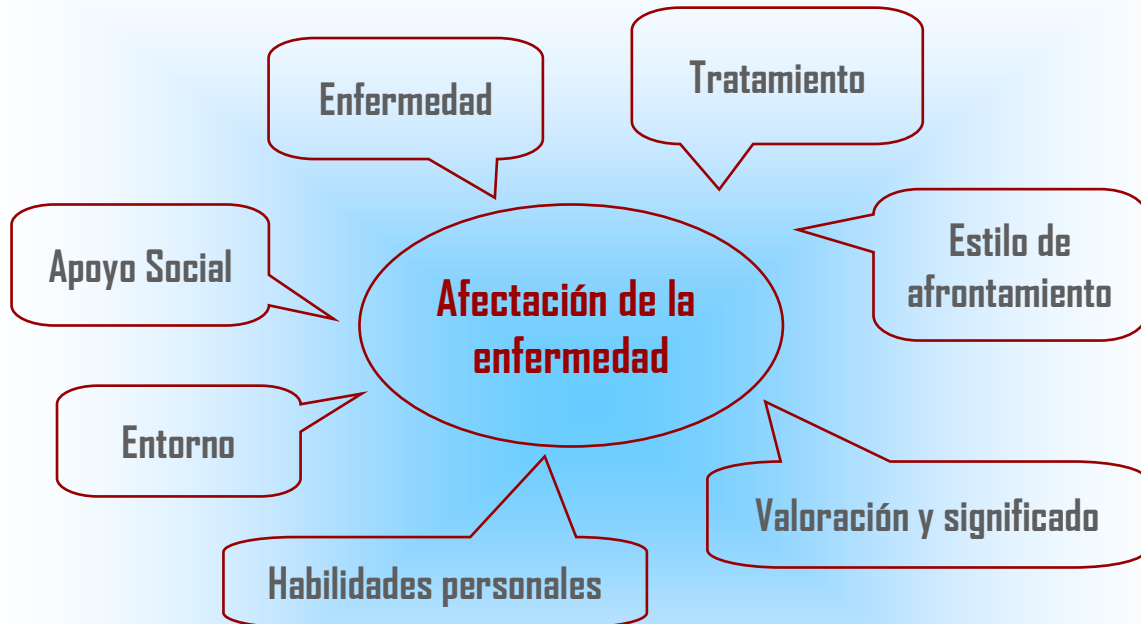 Enfermedad
Tratamiento
Apoyo Social
Estilo de
afrontamiento
Afectación de la
enfermedad
Entorno
Valoración y significado
Habilidades personales